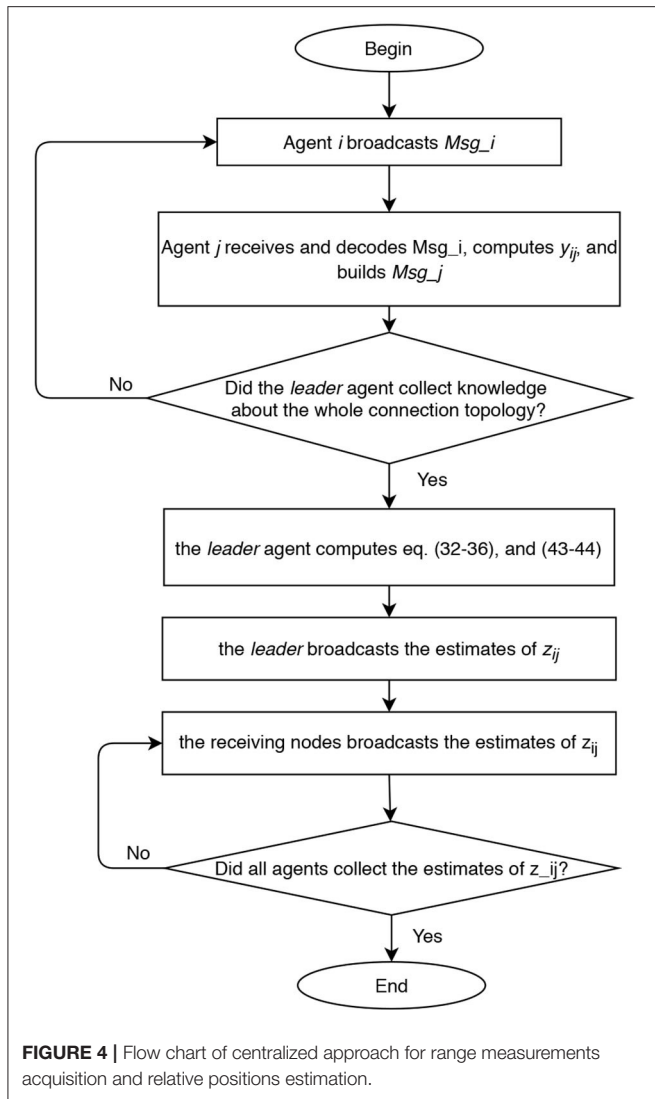 Begin
Agent i broadcasts Msg_i
Agent j receives and decodes Msg_i, computes yij, and
builds Msg_j
No
Did the leader agent collect knowledge
about the whole connection topology?
Yes
the leader agent computes eq. (32-36), and (43-44)
the leader broadcasts the estimates of zij
the receiving nodes broadcasts the estimates of zij
No
Did all agents collect the estimates of z_ij?
Yes
End
FIGURE 4 | Flow chart of centralized approach for range measurements
acquisition and relative positions estimation.